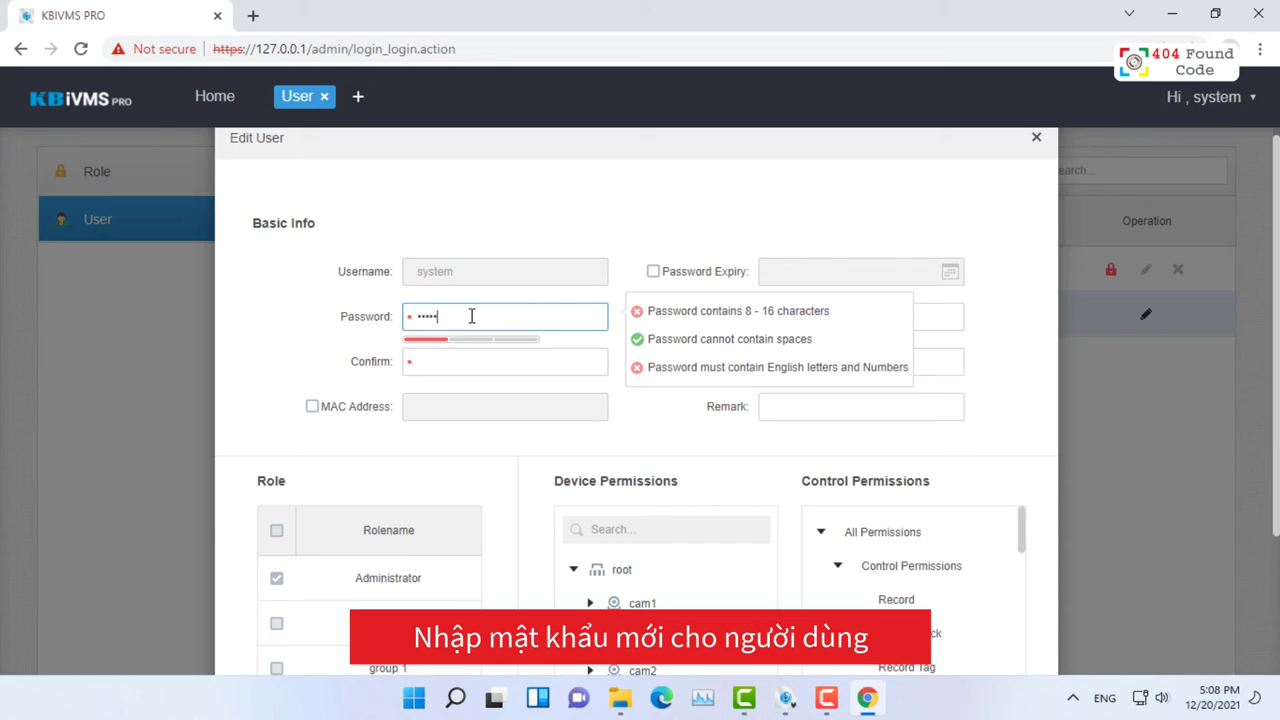 KBIVMS PRO
Not secure
https://127.0.0.1/admin/login_login.action
404 Found
Code
KBiVMS PRO
Home
User
Hi , system
Edit User
Role
earch...
User
Basic Info
Operation
Username:
system
Password Expiry:
Password:
* •••••
Password contains 8 - 16 characters
Password cannot contain spaces
Confirm:
*
Password must contain English letters and Numbers
MAC Address:
Remark:
Role
Device Permissions
Control Permissions
Rolename
Search...
All Permissions
root
Control Permissions
Administrator
cam1
Record
Nhập mật khẩu mới cho người dùng
ck
group 1
cam2
Record Tag
ENG
5:08 PM
12/20/2021